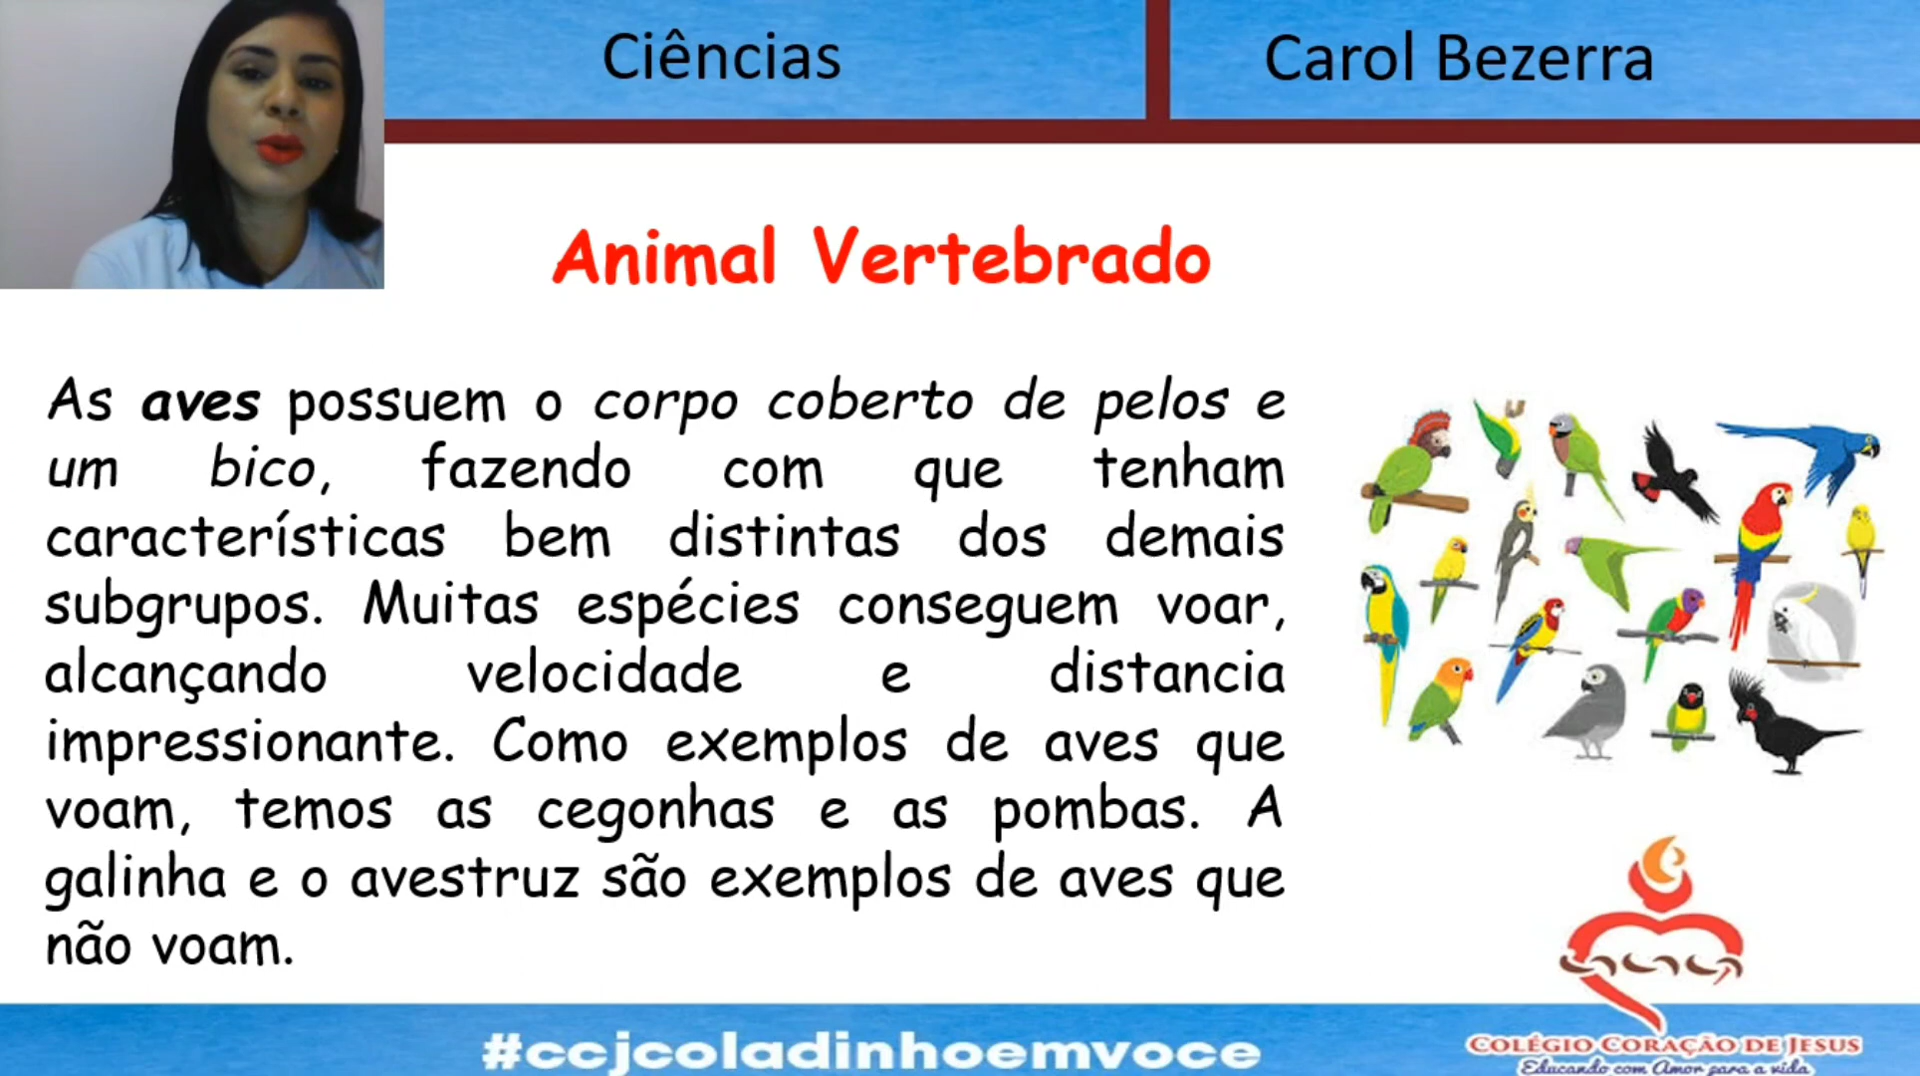 Ciências
Carol Bezerra
Animal Vertebrado
As aves possuem o corpo coberto de pelos e
um bico, fazendo com que tenham
características bem distintas dos demais
subgrupos. Muitas espécies conseguem voar,
alcançando velocidade e distancia
impressionante. Como exemplos de aves que
voam, temos as cegonhas e as pombas. A
galinha e o avestruz são exemplos de aves que
não voam.
#ccjcoladinhoemvoce
COLÉGIO CORAÇÃO DE JESUS
Educando com Amor para a vida